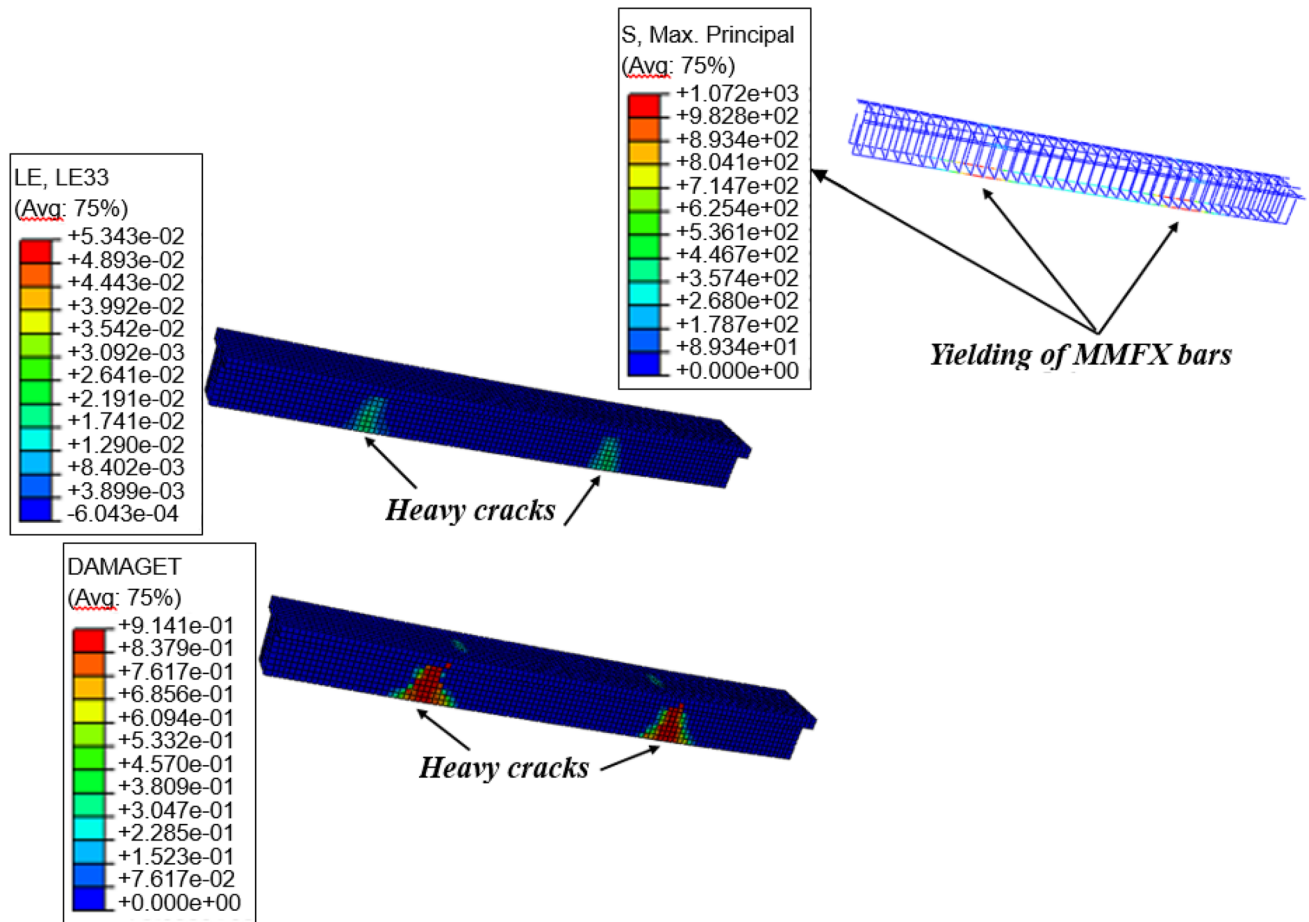 S, Max. Principal
(Avg: 75%)
+1.072e+03
+9.828e+02
+8.934e+02
+8.041e+02
+7.147e+02
+6.254e+02
+5.361e+02
+4.467e+02
+3.574e+02
+2.680e+02
+1.787e+02
+8.934e+01
+0.000e+00
Yielding of MMFX bars
LE, LE33
(Avg: 75%)
+5.343e-02
+4.893e-02
+4.443e-02
+3.992e-02
+3.542e-02
+3.092e-03
+2.641e-02
+2.191e-02
+1.741e-02
+1.290e-02
+8.402e-03
+3.899e-03
-6.043e-04
Heavy cracks
DAMAGET
(Avg: 75%)
+9.141e-01
+8.379e-01
+7.617e-01
+6.856e-01
+6.094e-01
+5.332e-01
+4.570e-01
+3.809e-01
+3.047e-01
+2.285e-01
+1.523e-01
+7.617e-02
+0.000e+00
Heavy cracks